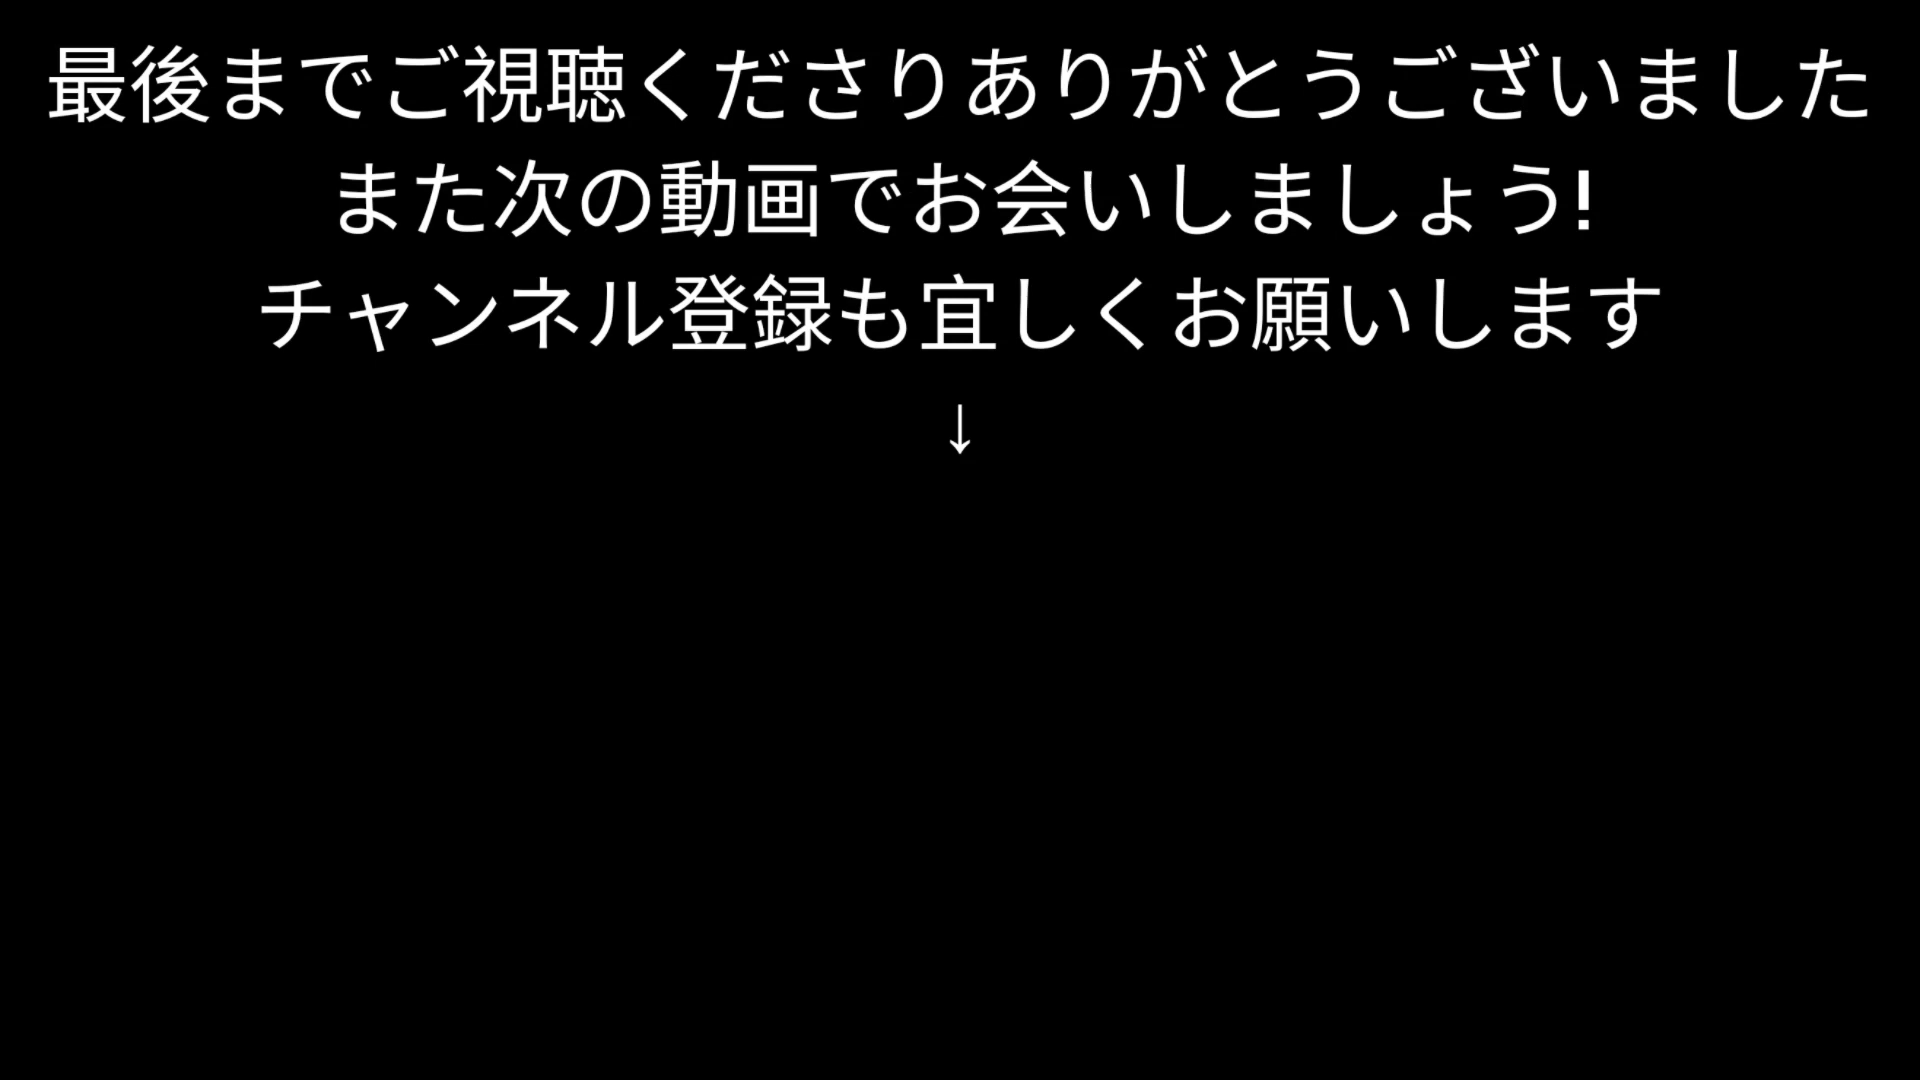 最後までご視聴くださりありがとうございました
また次の動画でお会いしましょう!
チャンネル登録も宜しくお願いします
↓